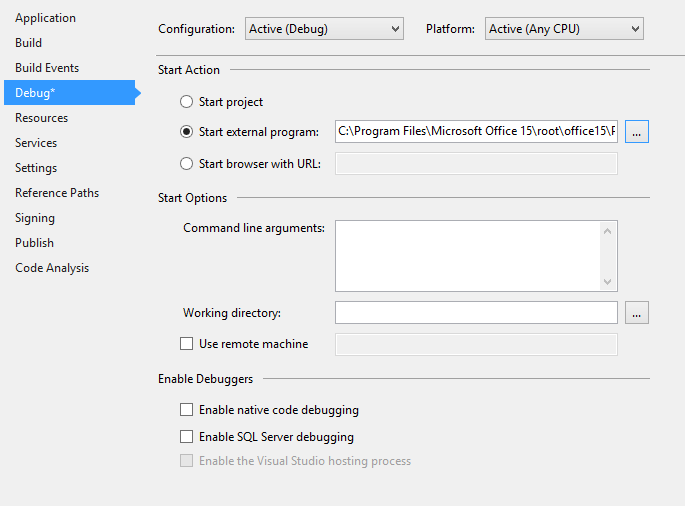 Application
Build
Build Events
Debug*
Resources
Services
Settings
Reference Paths
Signing
Publish
Code Analysis
Configuration: Active (Debug) Platform: Active (Any CPU)
Start Action
Start project
Start external program: C:\Program Files\Microsoft Office 15\root\office15\ ...
Start browser with URL:
Start Options
Command line arguments:
Working directory: ...
Use remote machine
Enable Debuggers
Enable native code debugging
Enable SQL Server debugging
Enable the Visual Studio hosting process